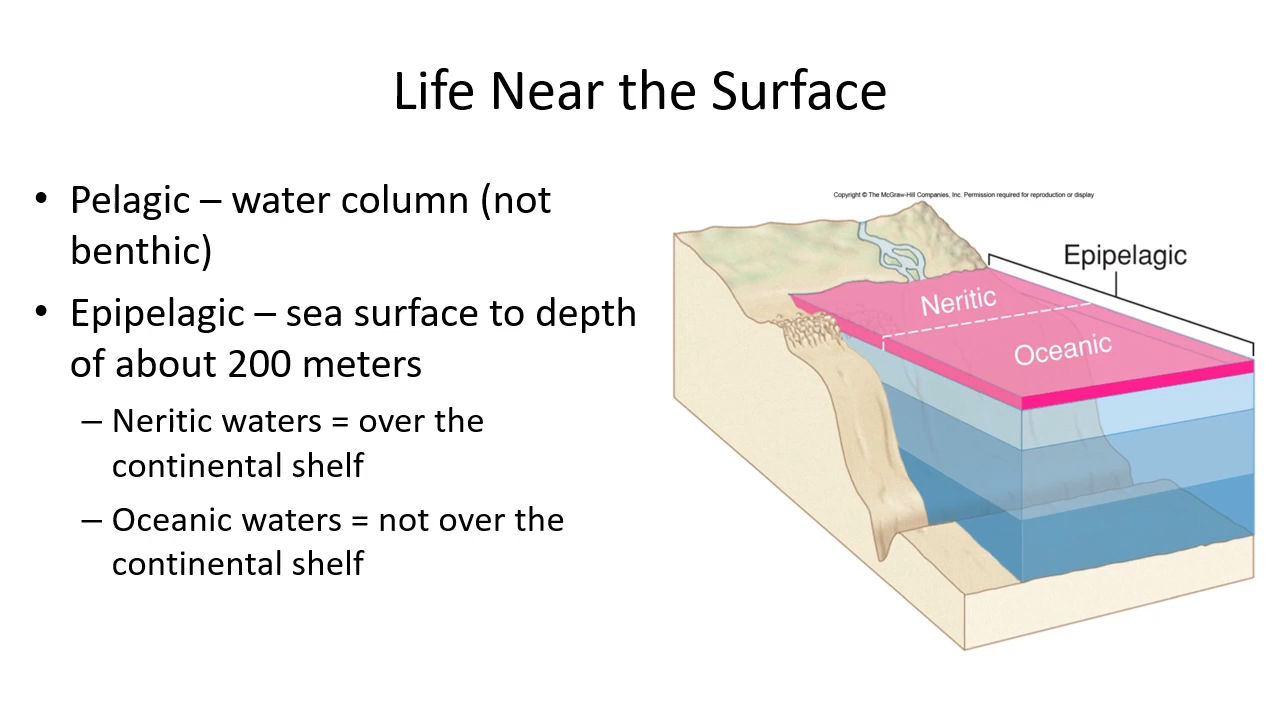 Life Near the Surface
• Pelagic – water column (not
benthic)
• Epipelagic – sea surface to depth
of about 200 meters
– Neritic waters = over the
continental shelf
– Oceanic waters = not over the
continental shelf
Copyright © The McGraw-Hill Companies, Inc. Permission required for reproduction or display
Epipelagic
Neritic
Oceanic